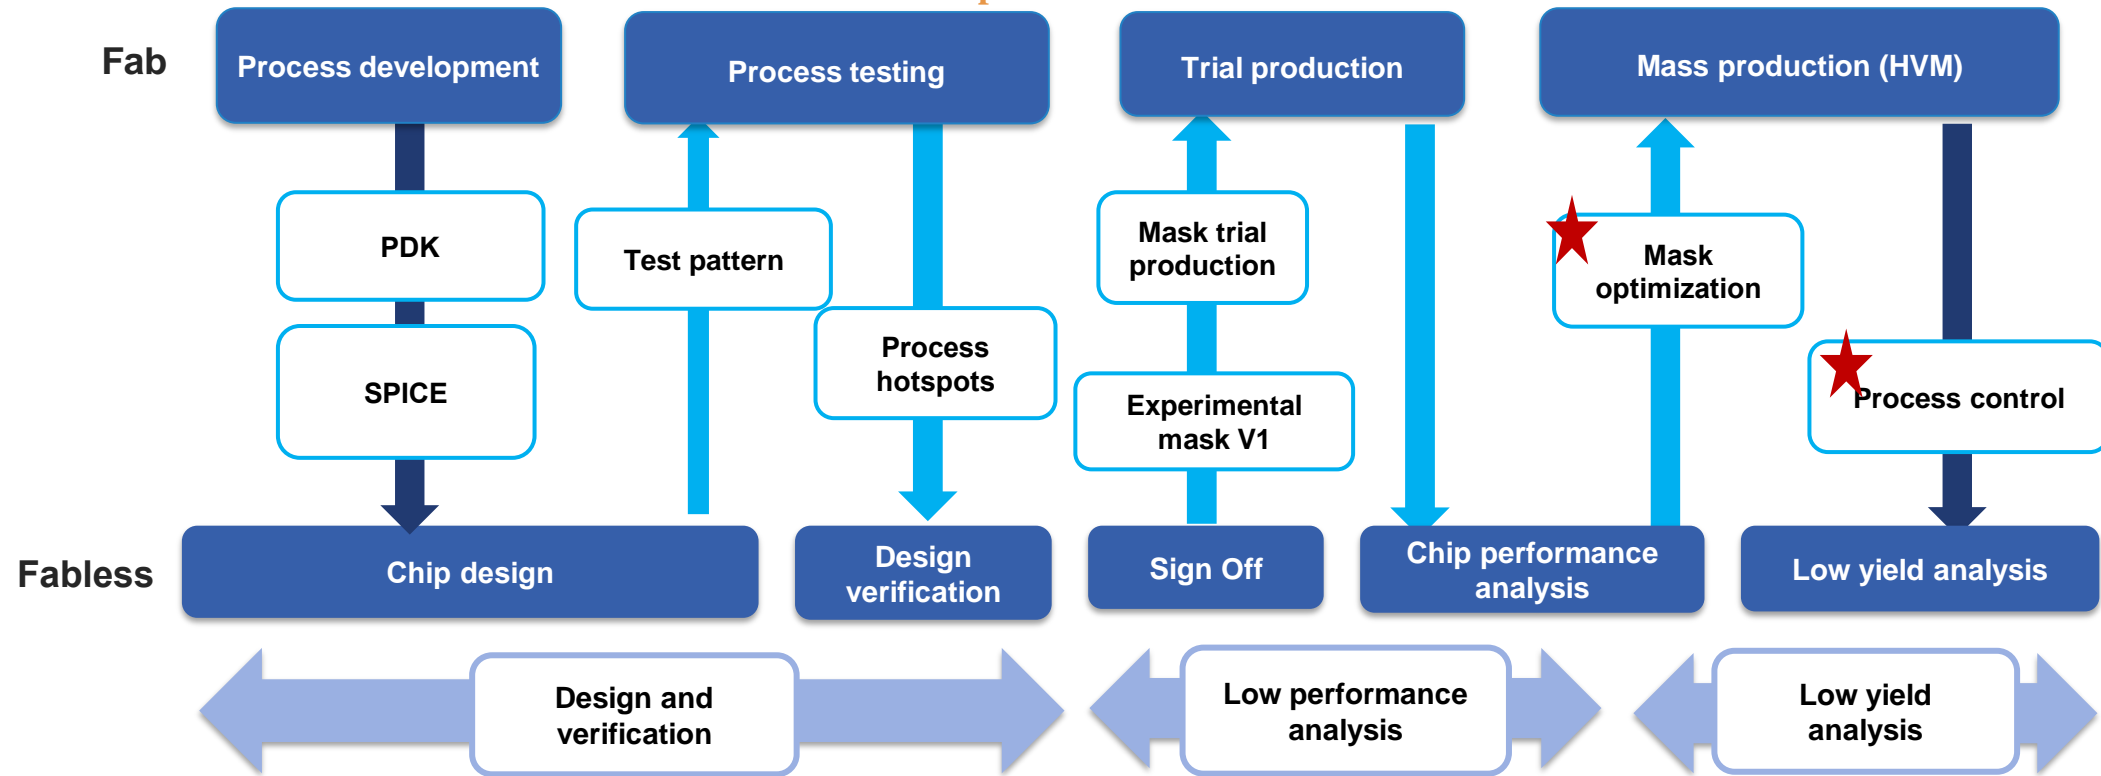 Fab
Process development
Process testing
Trial production
Mass production (HVM)
PDK
SPICE
Test pattern
Process
hotspots
Mask trial
production
Experimental
mask V1
Mask
optimization
Process control
Fabless
Chip design
Design
verification
Sign Off
Chip performance
analysis
Low yield analysis
Design and
verification
Low performance
analysis
Low yield
analysis